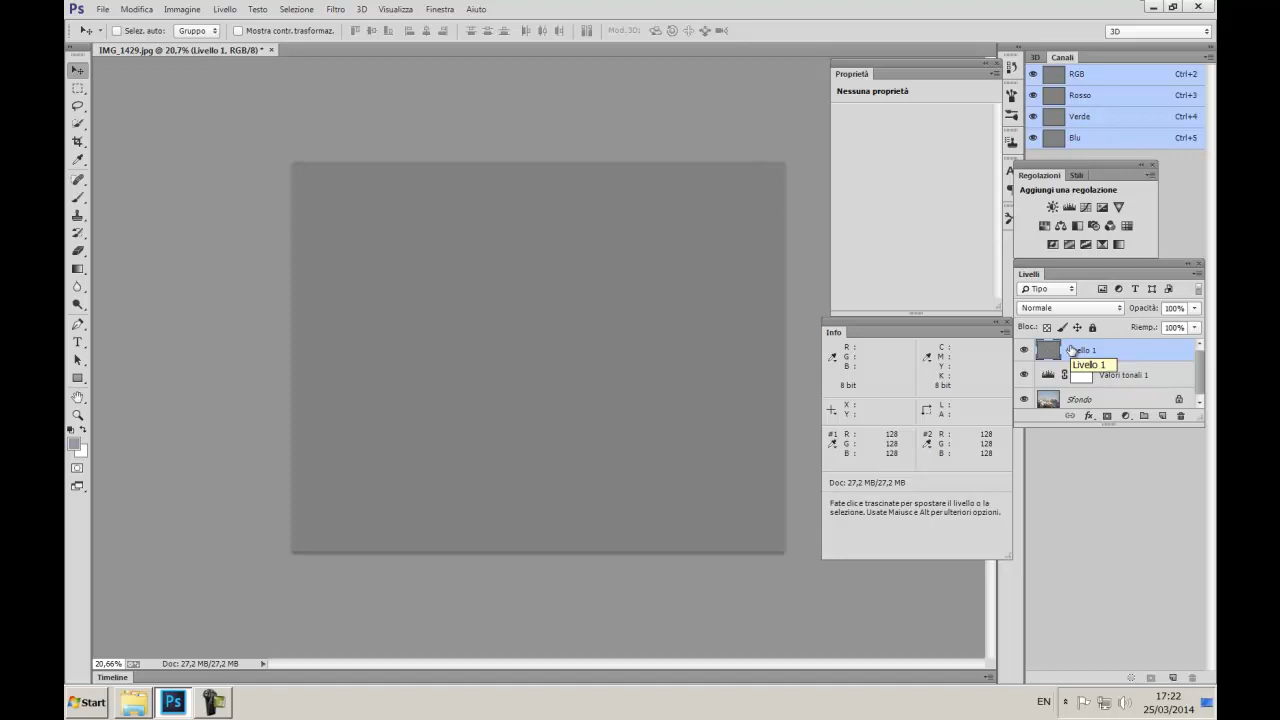 Ps File Modifica Immagine Livello Testo Selezione Filtro 3D Visualizza Finestra Aiuto
Selez. auto: Gruppo Mostra contr.trasformaz. Mod. 3D: 3D
IMG_1429.jpg @ 20,7% (Livello 1, RGB/8) * ×
3D Canali
RGB Ctrl+2
Rosso Ctrl+3
Verde Ctrl+4
Blu Ctrl+5
Proprietà
Nessuna proprietà
Regolazioni Stili
Aggiungi una regolazione
Livelli
Tipo
Normale Opacità: 100%
Bloc.: Riemp.: 100%
Livello 1
Valori tonali 1
Sfondo
Info
R: C:
G: M:
B: Y:
K:
8 bit 8 bit
X: L:
Y: A:
#1 R: 128 #2 R: 128
G: 128 G: 128
B: 128 B: 128
Doc: 27,2 MB/27,2 MB
Fate clic e trascinate per spostare il livello o la
selezione. Usate Maiusc e Alt per ulteriori opzioni.
20,66% Doc: 27,2 MB/27,2 MB
Timeline
Start Ps EN 17:22
25/03/2014